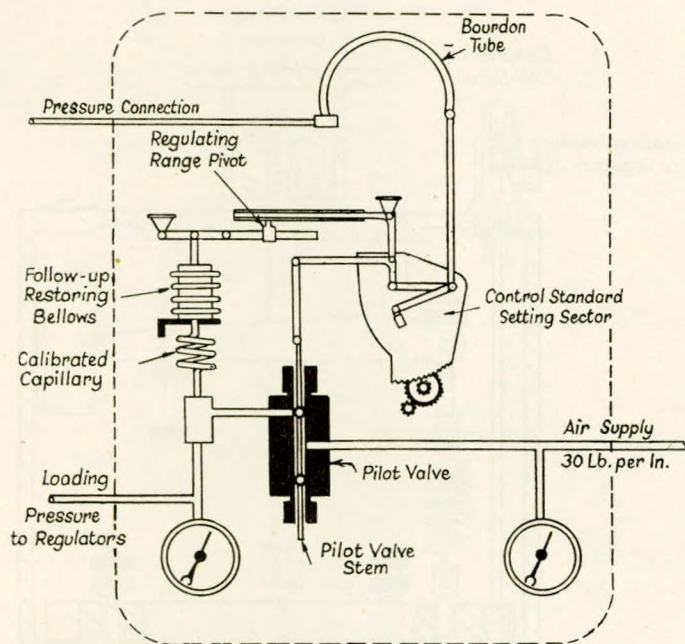 Bourdon
Tube
Pressure Connection
Regulating
Range Pivot
Follow-up
Restoring
Bellows
Control Standard
Setting Sector
Calibrated
Capillary
Air Supply
30 Lb. per In.
Pilot Valve
Loading
Pressure
to Regulators
Pilot Valve
Stem